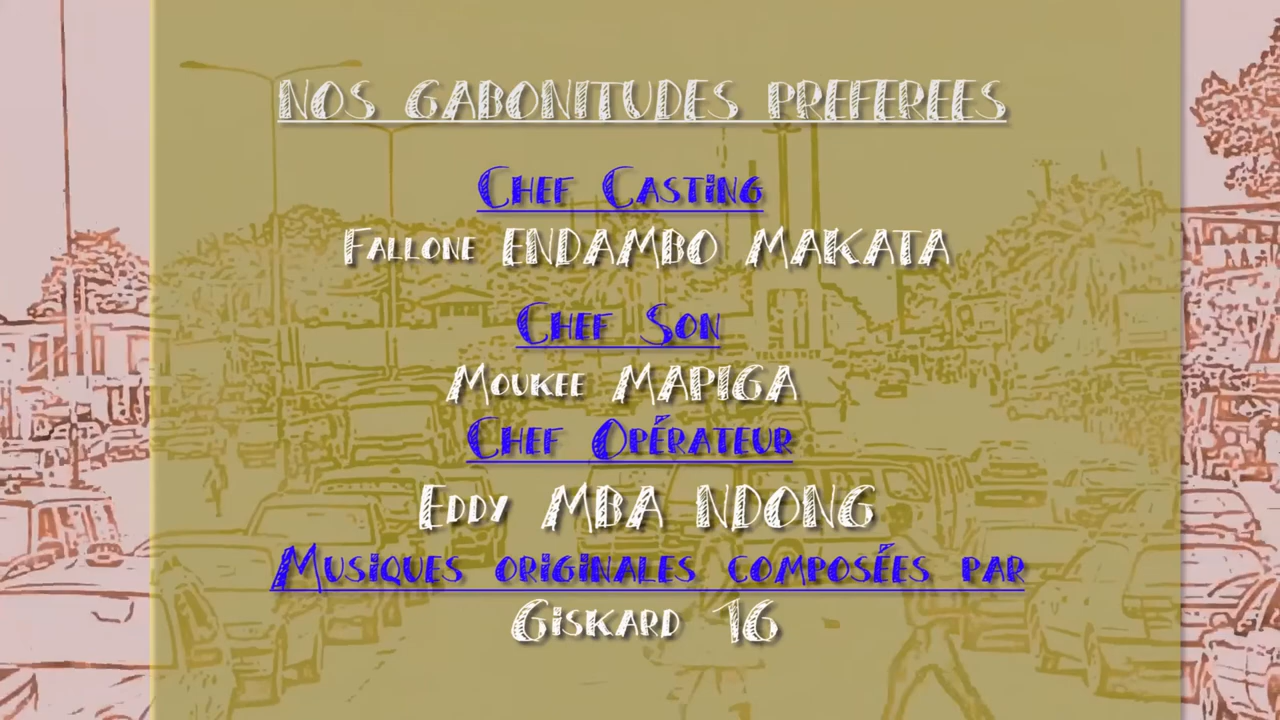 NOS GABONITUDES PREFEREES
Chef Casting
Fallone ENDAMBO MAKATA
Chef Son
Moukee MAPIGA
Chef Opérateur
Eddy MBA NDONG
Musiques originales composées par
Giskard 16